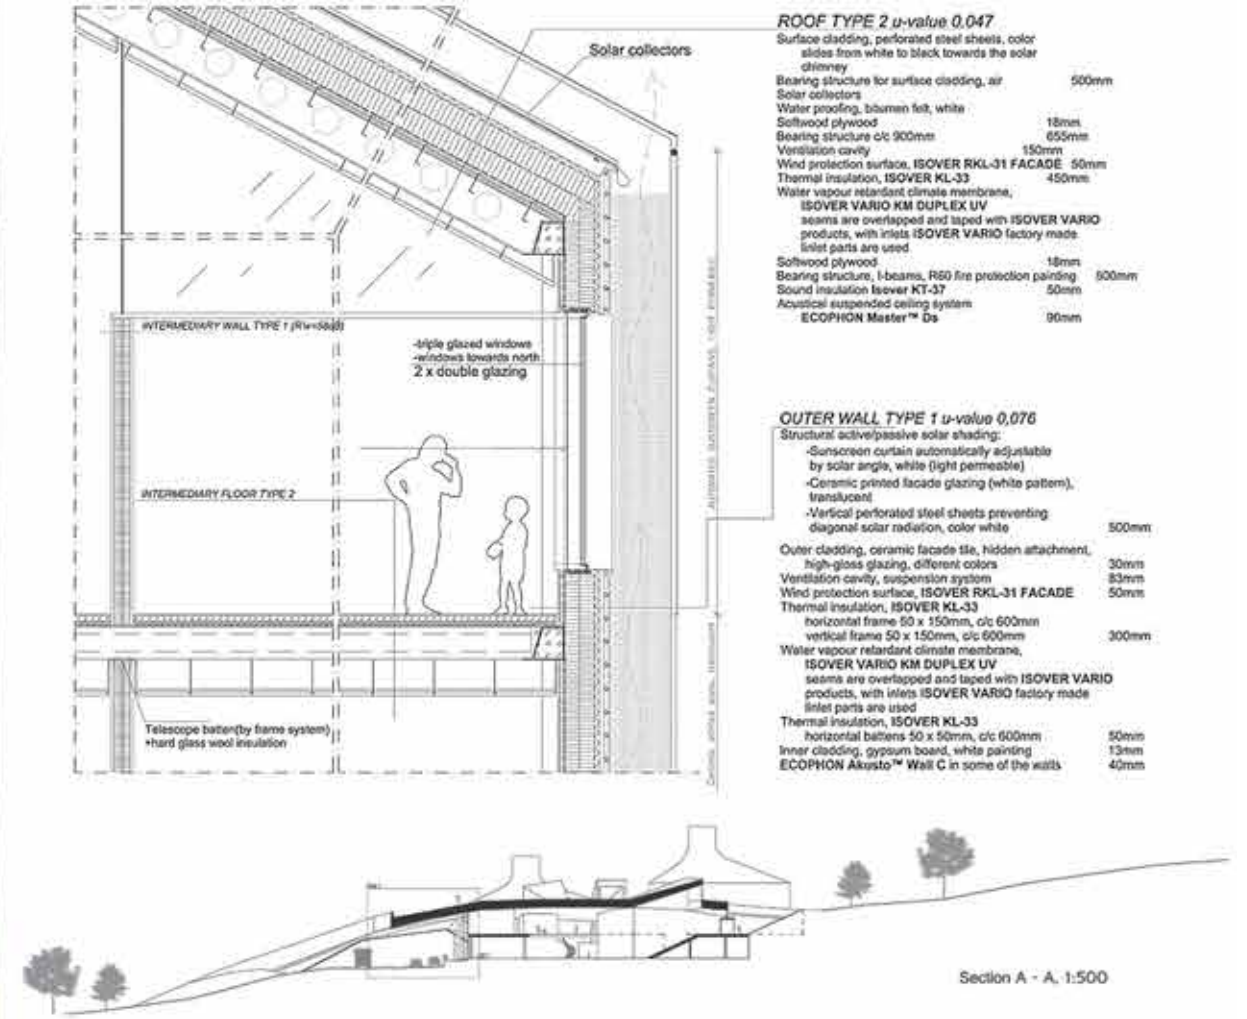 Solar collectors
INTERMEDIARY WALL TYPE 1
-triple glazed windows
-windows towards north
2 x double glazing
INTERMEDIARY FLOOR TYPE 2
Telescope batten(by frame system)
+hard glass wool insulation
ROOF TYPE 2 u-value 0.047
Surface cladding, perforated steel sheets, color
slides from white to black towards the solar
chimney
Bearing structure for surface cladding, air 500mm
Solar collectors
Water proofing, bitumen felt, white
Softwood plywood 18mm
Bearing structure c/c 900mm 655mm
Ventilation cavity 150mm
Wind protection surface, ISOVER RKL-31 FACADE 50mm
Thermal insulation, ISOVER KL-33 450mm
Water vapour retardant climate membrane,
ISOVER VARIO KM DUPLEX UV
seams are overlapped and taped with ISOVER VARIO
products, with inlets ISOVER VARIO factory made
linlet parts are used
Softwood plywood 18mm
Bearing structure, I-beams, R60 fire protection painting 500mm
Sound insulation Isover KT-37 50mm
Acustical suspended ceiling system
ECOPHON Master™ Ds 90mm
OUTER WALL TYPE 1 u-value 0,076
Structural active/passive solar shading:
-Sunscreen curtain automatically adjustable
by solar angle, white (light permeable)
-Ceramic printed facade glazing (white pattern),
translucent
-Vertical perforated steel sheets preventing
diagonal solar radiation, color white 500mm
Outer cladding, ceramic facade tile, hidden attachment,
high-gloss glazing, different colors 30mm
Ventilation cavity, suspension system 83mm
Wind protection surface, ISOVER RKL-31 FACADE 50mm
Thermal insulation, ISOVER KL-33
horizontal frame 50 x 150mm, c/c 600mm
vertical frame 50 x 150mm, c/c 600mm 300mm
Water vapour retardant climate membrane,
ISOVER VARIO KM DUPLEX UV
seams are overlapped and taped with ISOVER VARIO
products, with inlets ISOVER VARIO factory made
linlet parts are used
Thermal insulation, ISOVER KL-33
horizontal battens 50 x 50mm, c/c 600mm 50mm
Inner cladding, gypsum board, white painting 13mm
ECOPHON Akusto™ Wall C in some of the walls 40mm
Section A - A, 1:500